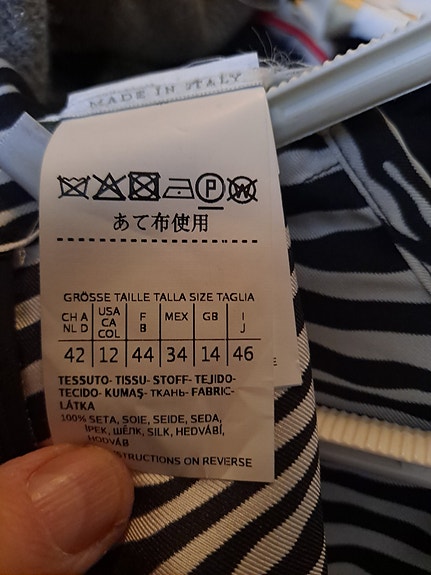 MADE IN ITALY
P W
あて布使用
GRÖSSE TAILLE TALLA SIZE TAGLIA
CH A NL D USA CA COL F B MEX GB I J
42 12 44 34 14 46
TESSUTO- TISSU- STOFF- TEJIDO-
TECIDO- KUMAŞ- ТКАНЬ- FABRIC-
LÁTKA
100% SETA, SOIE, SEIDE, SEDA,
İPEK, ШЁЛК, SILK, HEDVÁBÍ,
HODVÁB
INSTRUCTIONS ON REVERSE